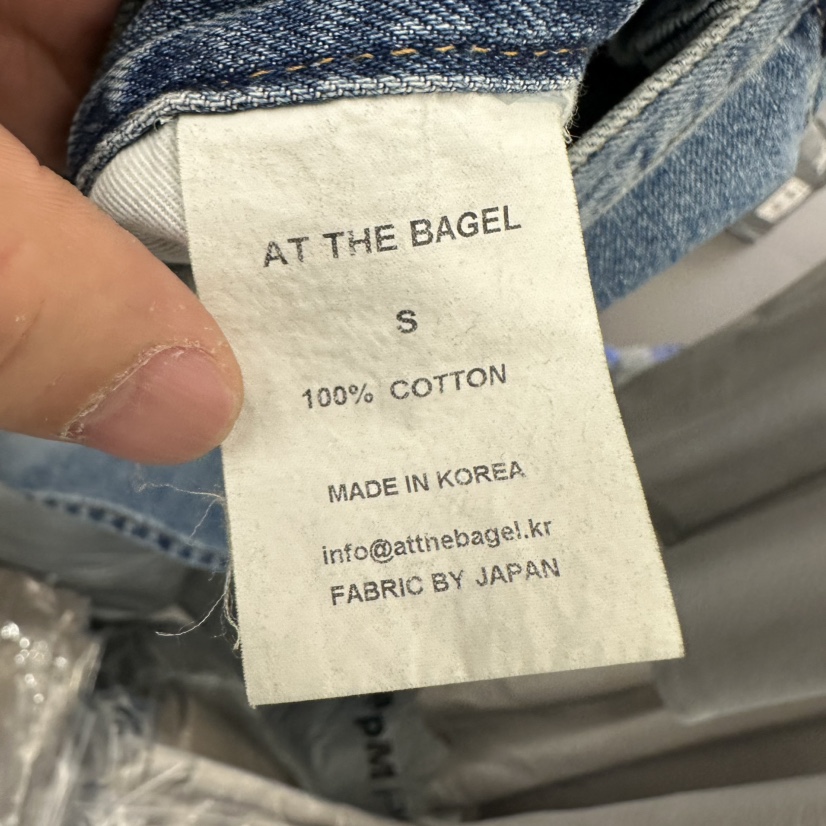 AT THE BAGEL
S
100% COTTON
MADE IN KOREA
info@atthebagel.kr
FABRIC BY JAPAN